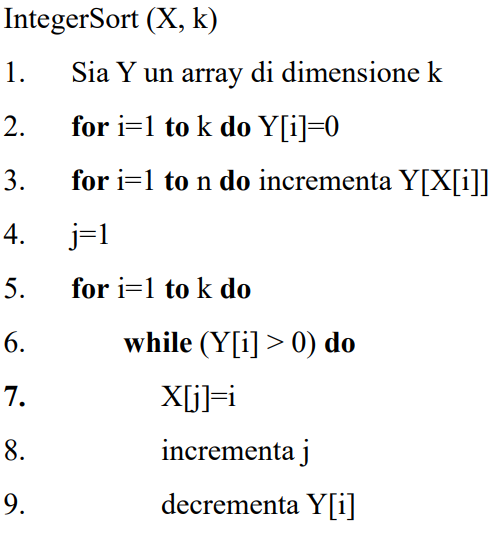 IntegerSort (X, k)
1. Sia Y un array di dimensione k
2. for i=1 to k do Y[i]=0
3. for i=1 to n do incrementa Y[X[i]]
4. j=1
5. for i=1 to k do
6. while (Y[i] > 0) do
7. X[j]=i
8. incrementa j
9. decrementa Y[i]